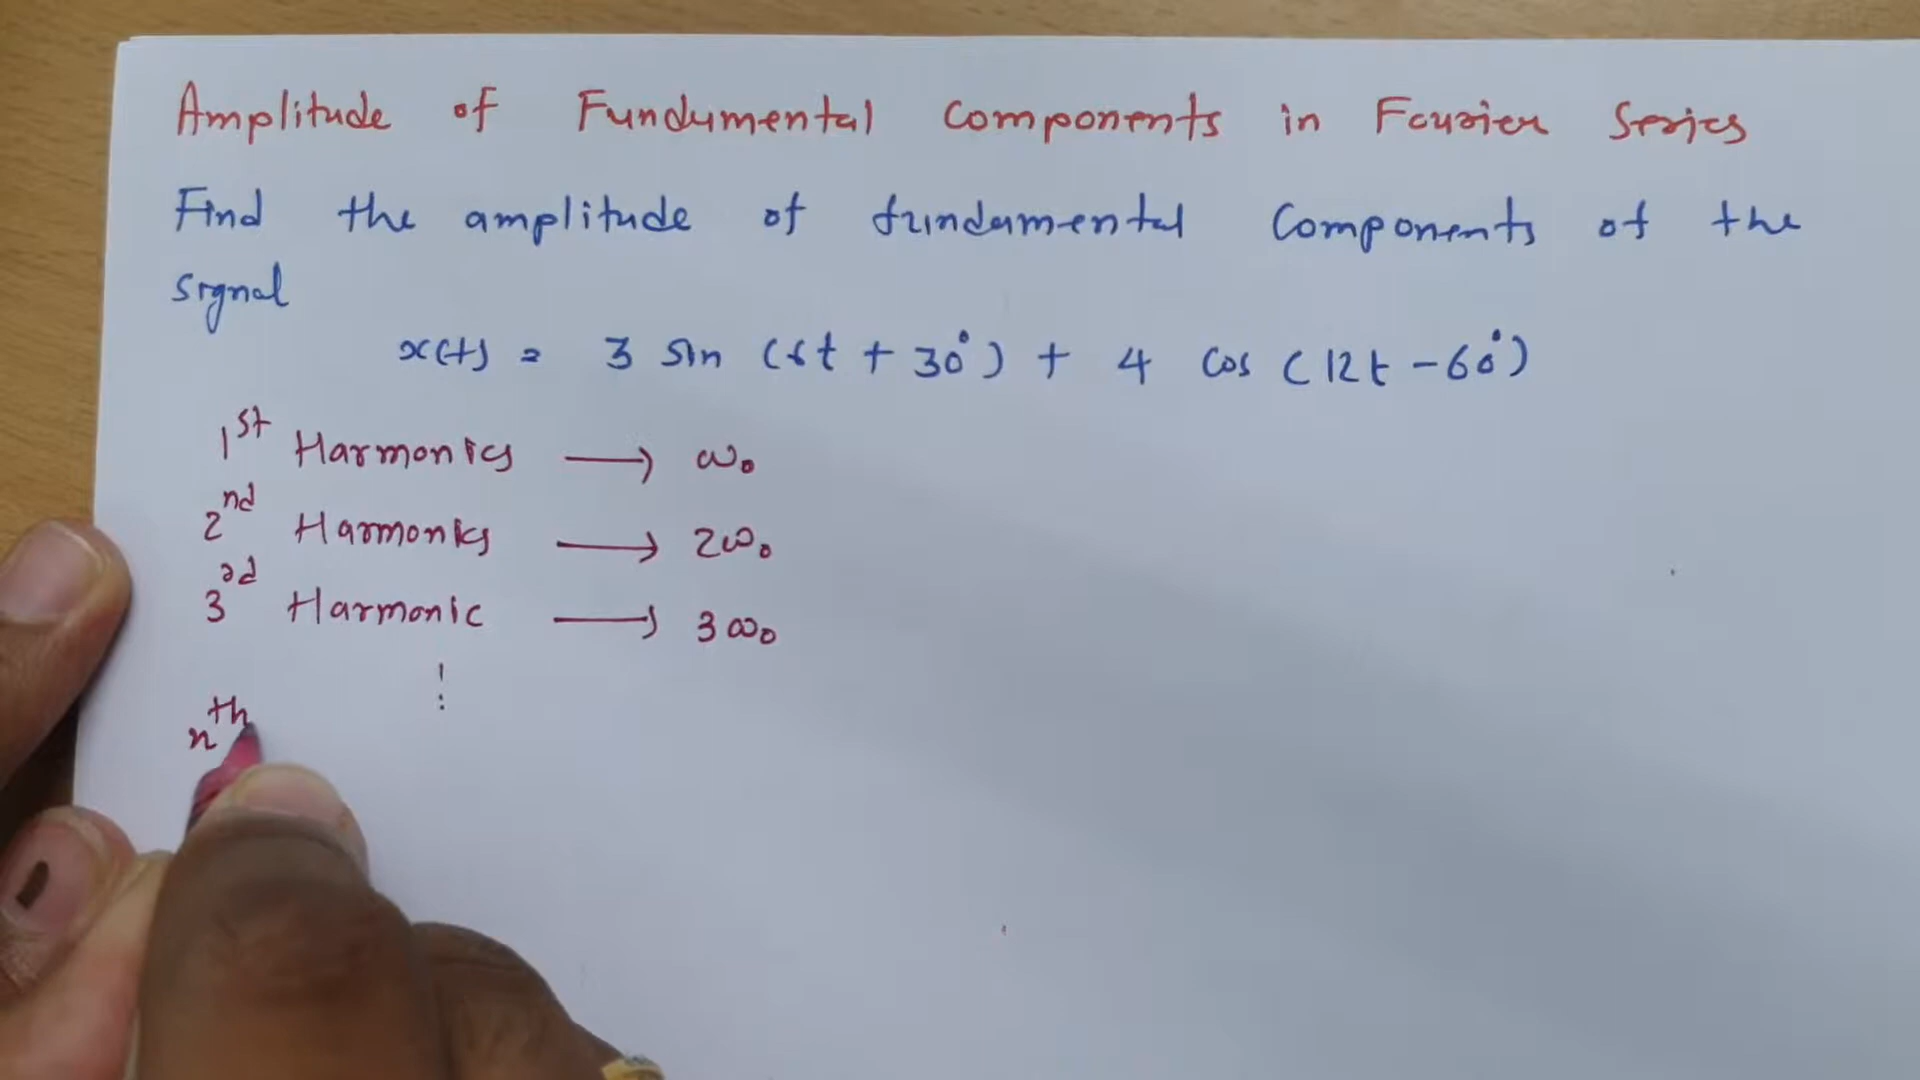 Amplitude of Fundumental Components in Fourier Series
Find the amplitude of fundamental Components of the
signal
x(t) = 3 sin (6t + 30°) + 4 cos (12t - 60°)
1st Harmonics → ω₀
2nd Harmonics → 2ω₀
3rd Harmonic → 3ω₀
⋮
nth